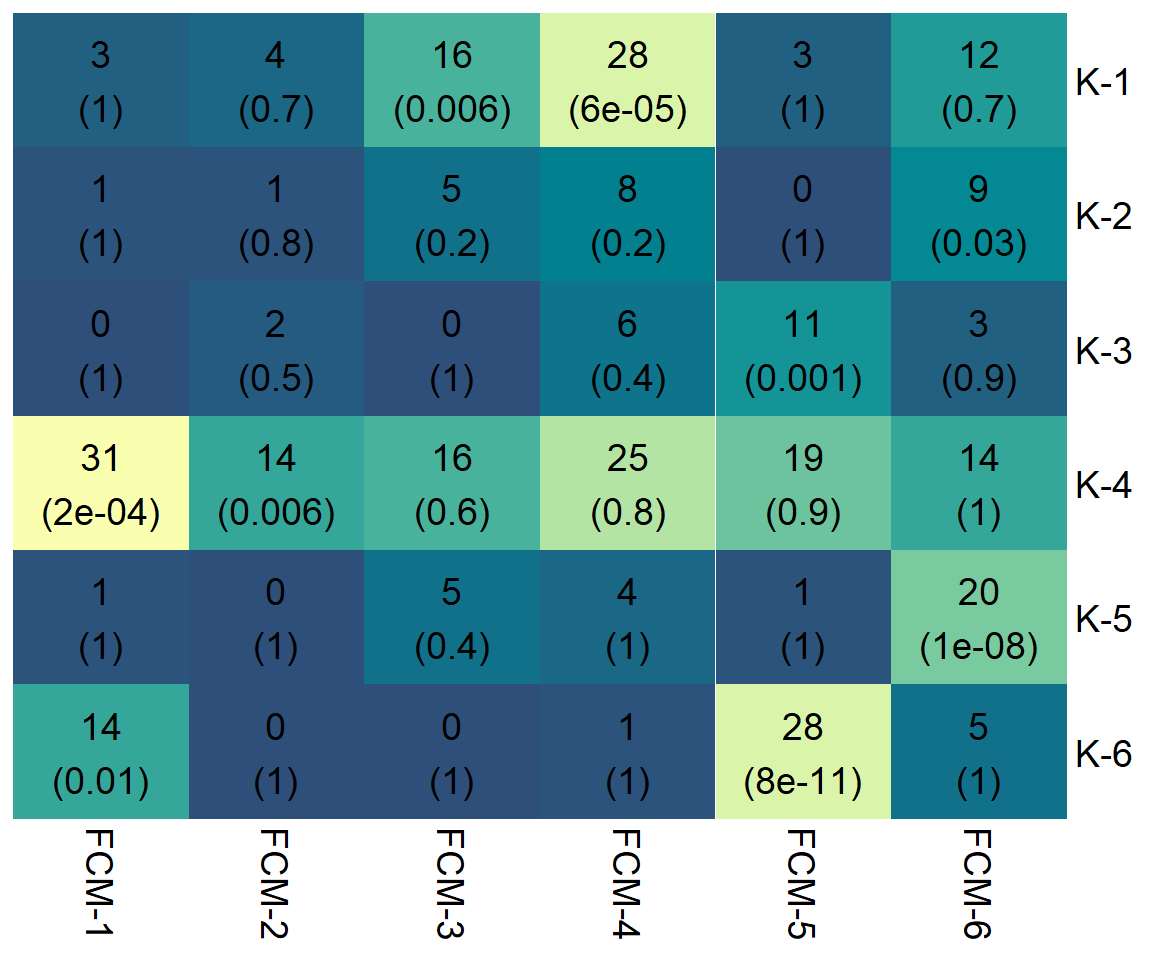 3 4 16 28 3 12
(1) (0.7) (0.006) (6e-05) (1) (0.7)
K-1
1 1 5 8 0 9
(1) (0.8) (0.2) (0.2) (1) (0.03)
K-2
0 2 0 6 11 3
(1) (0.5) (1) (0.4) (0.001) (0.9)
K-3
31 14 16 25 19 14
(2e-04) (0.006) (0.6) (0.8) (0.9) (1)
K-4
1 0 5 4 1 20
(1) (1) (0.4) (1) (1) (1e-08)
K-5
14 0 0 1 28 5
(0.01) (1) (1) (1) (8e-11) (1)
K-6
FCM-1 FCM-2 FCM-3 FCM-4 FCM-5 FCM-6